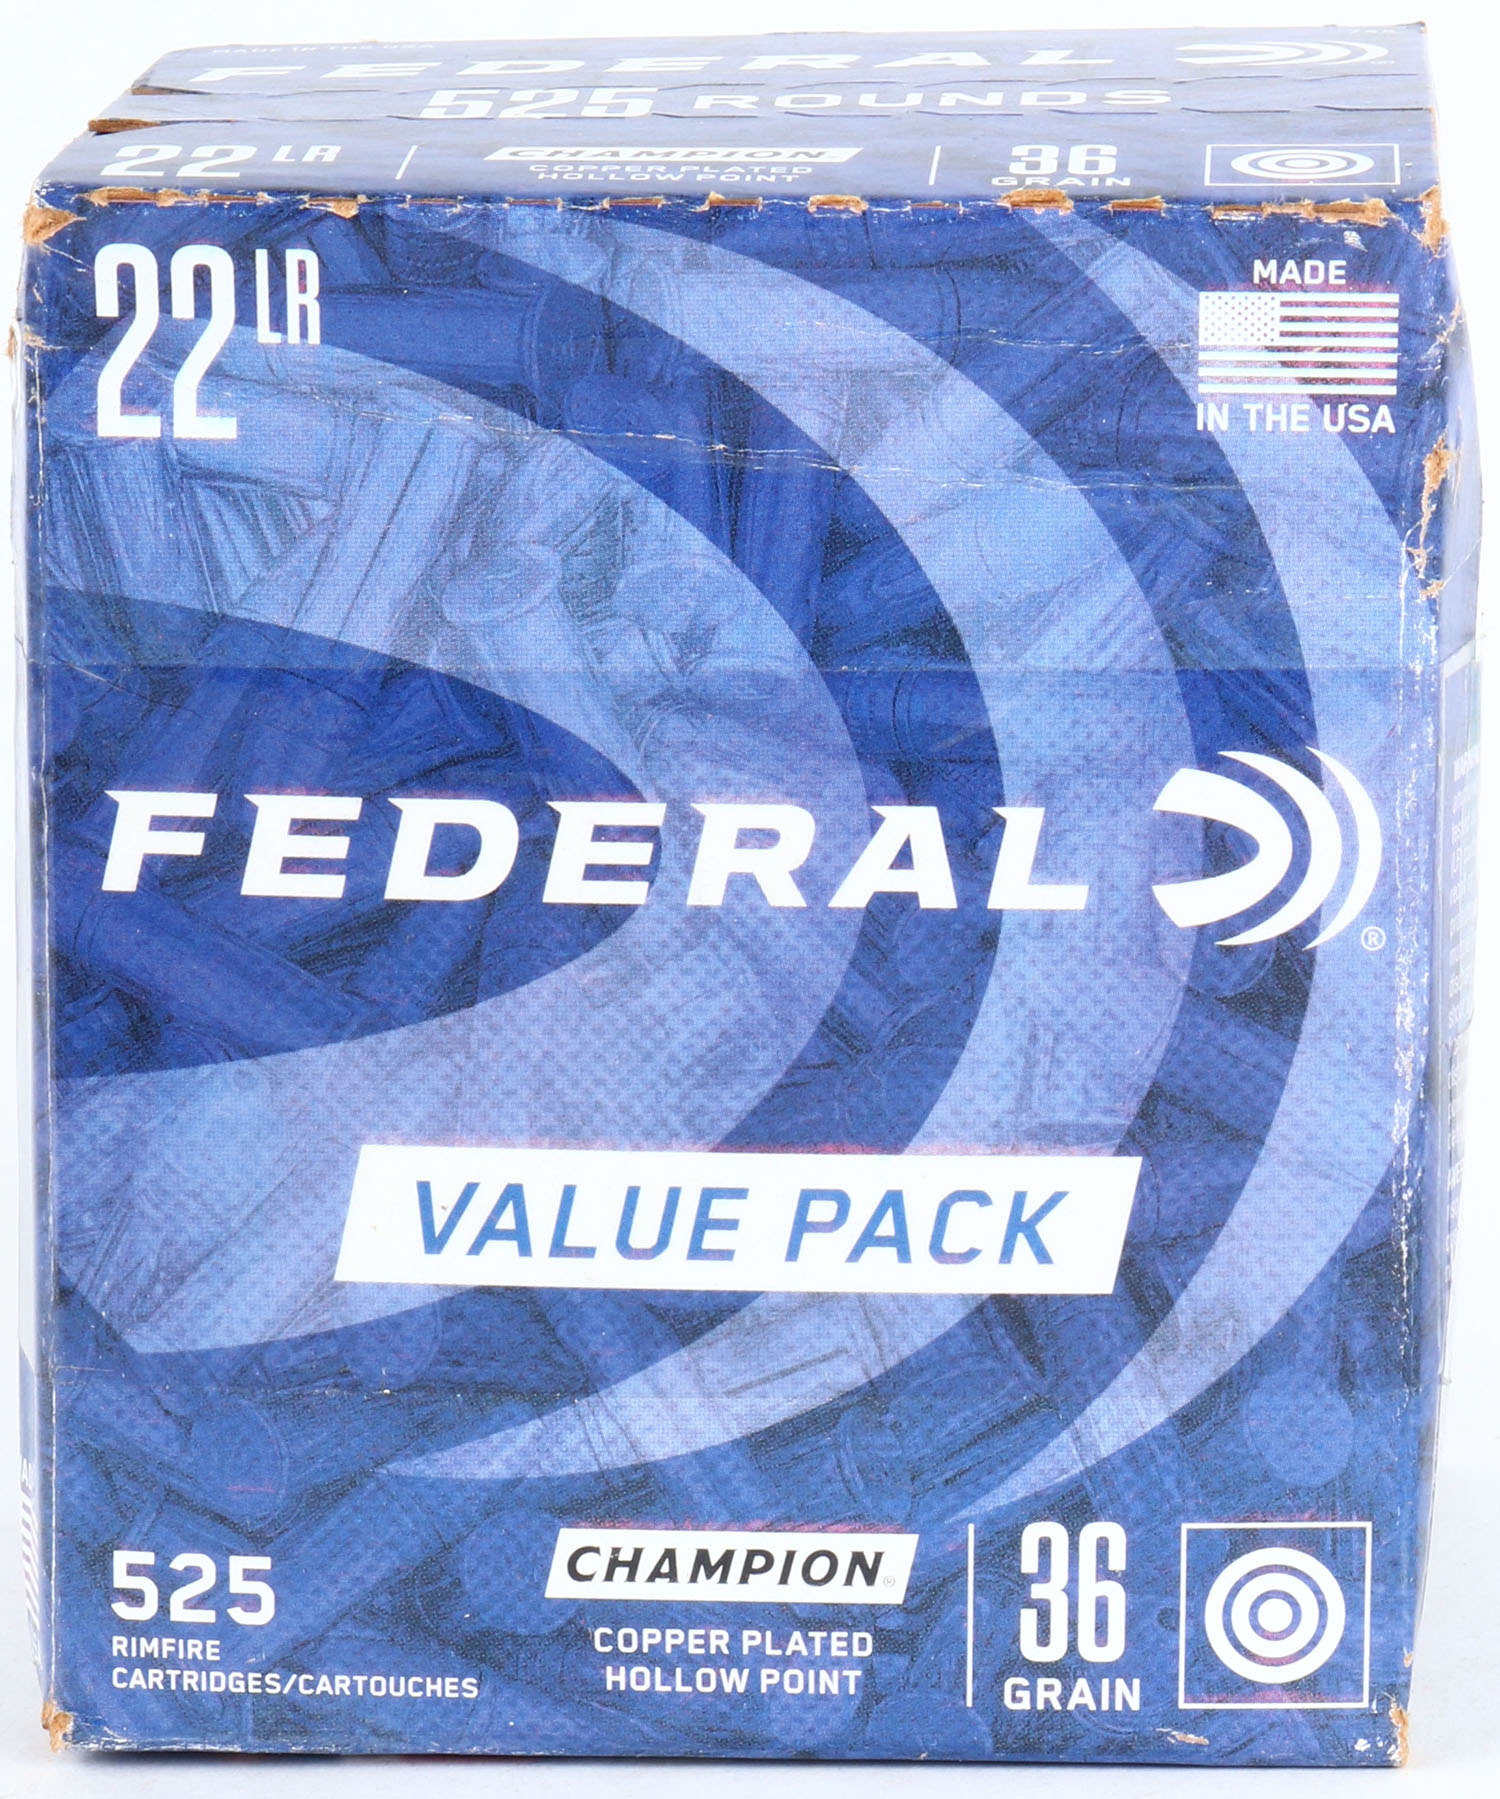 MADE IN THE USA
FEDERAL
525 ROUNDS
22 LR
CHAMPION
COPPER PLATED
HOLLOW POINT
36
GRAIN
22 LR
MADE
IN THE USA
FEDERAL ®
VALUE PACK
525
RIMFIRE
CARTRIDGES/CARTOUCHES
CHAMPION®
COPPER PLATED
HOLLOW POINT
36
GRAIN